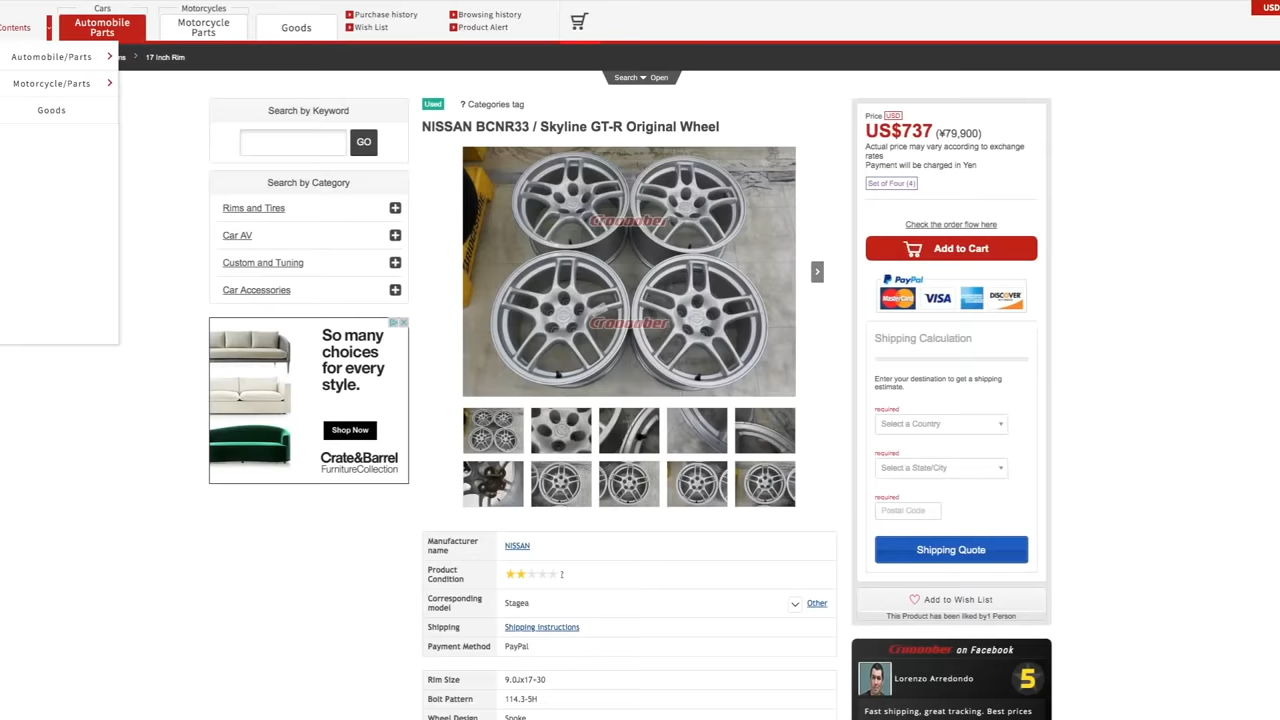 Cars
Motorcycles
USD
Contents
Automobile
Parts
Motorcycle
Parts
Goods
Purchase history
Wish List
Browsing history
Product Alert
Automobile/Parts
Motorcycle/Parts
Goods
ms > 17 Inch Rim
Search Open
Search by Keyword
GO
Search by Category
Rims and Tires
Car AV
Custom and Tuning
Car Accessories
So many
choices
for every
style.
Shop Now
Crate&Barrel
FurnitureCollection
Used ? Categories tag
NISSAN BCNR33 / Skyline GT-R Original Wheel
Croooober
Croooober
Manufacturer
name
NISSAN
Product
Condition
?
Corresponding
model
Stagea
Other
Shipping
Shipping Instructions
Payment Method
PayPal
Rim Size
9.0Jx17+30
Bolt Pattern
114.3-5H
Wheel Design
Spoke
Price USD
US$737 (¥79,900)
Actual price may vary according to exchange
rates
Payment will be charged in Yen
Set of Four (4)
Check the order flow here
Add to Cart
PayPal
MasterCard
VISA
DISCOVER
Shipping Calculation
Enter your destination to get a shipping
estimate.
required
Select a Country
required
Select a State/City
required
Postal Code
Shipping Quote
Add to Wish List
This Product has been liked by1 Person
Croooober on Facebook
Lorenzo Arredondo
5
Fast shipping, great tracking. Best prices